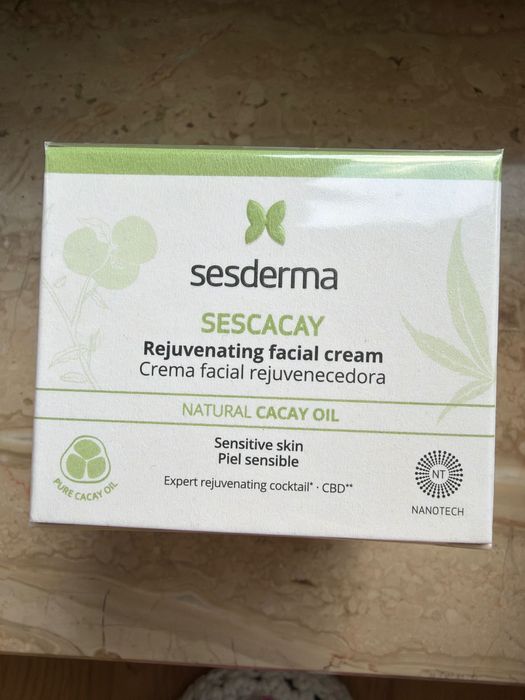 sesderma
SESCACAY
Rejuvenating facial cream
Crema facial rejuvenecedora
NATURAL CACAY OIL
Sensitive skin
Piel sensible
Expert rejuvenating cocktail* · CBD**
PURE CACAY OIL
NT
NANOTECH